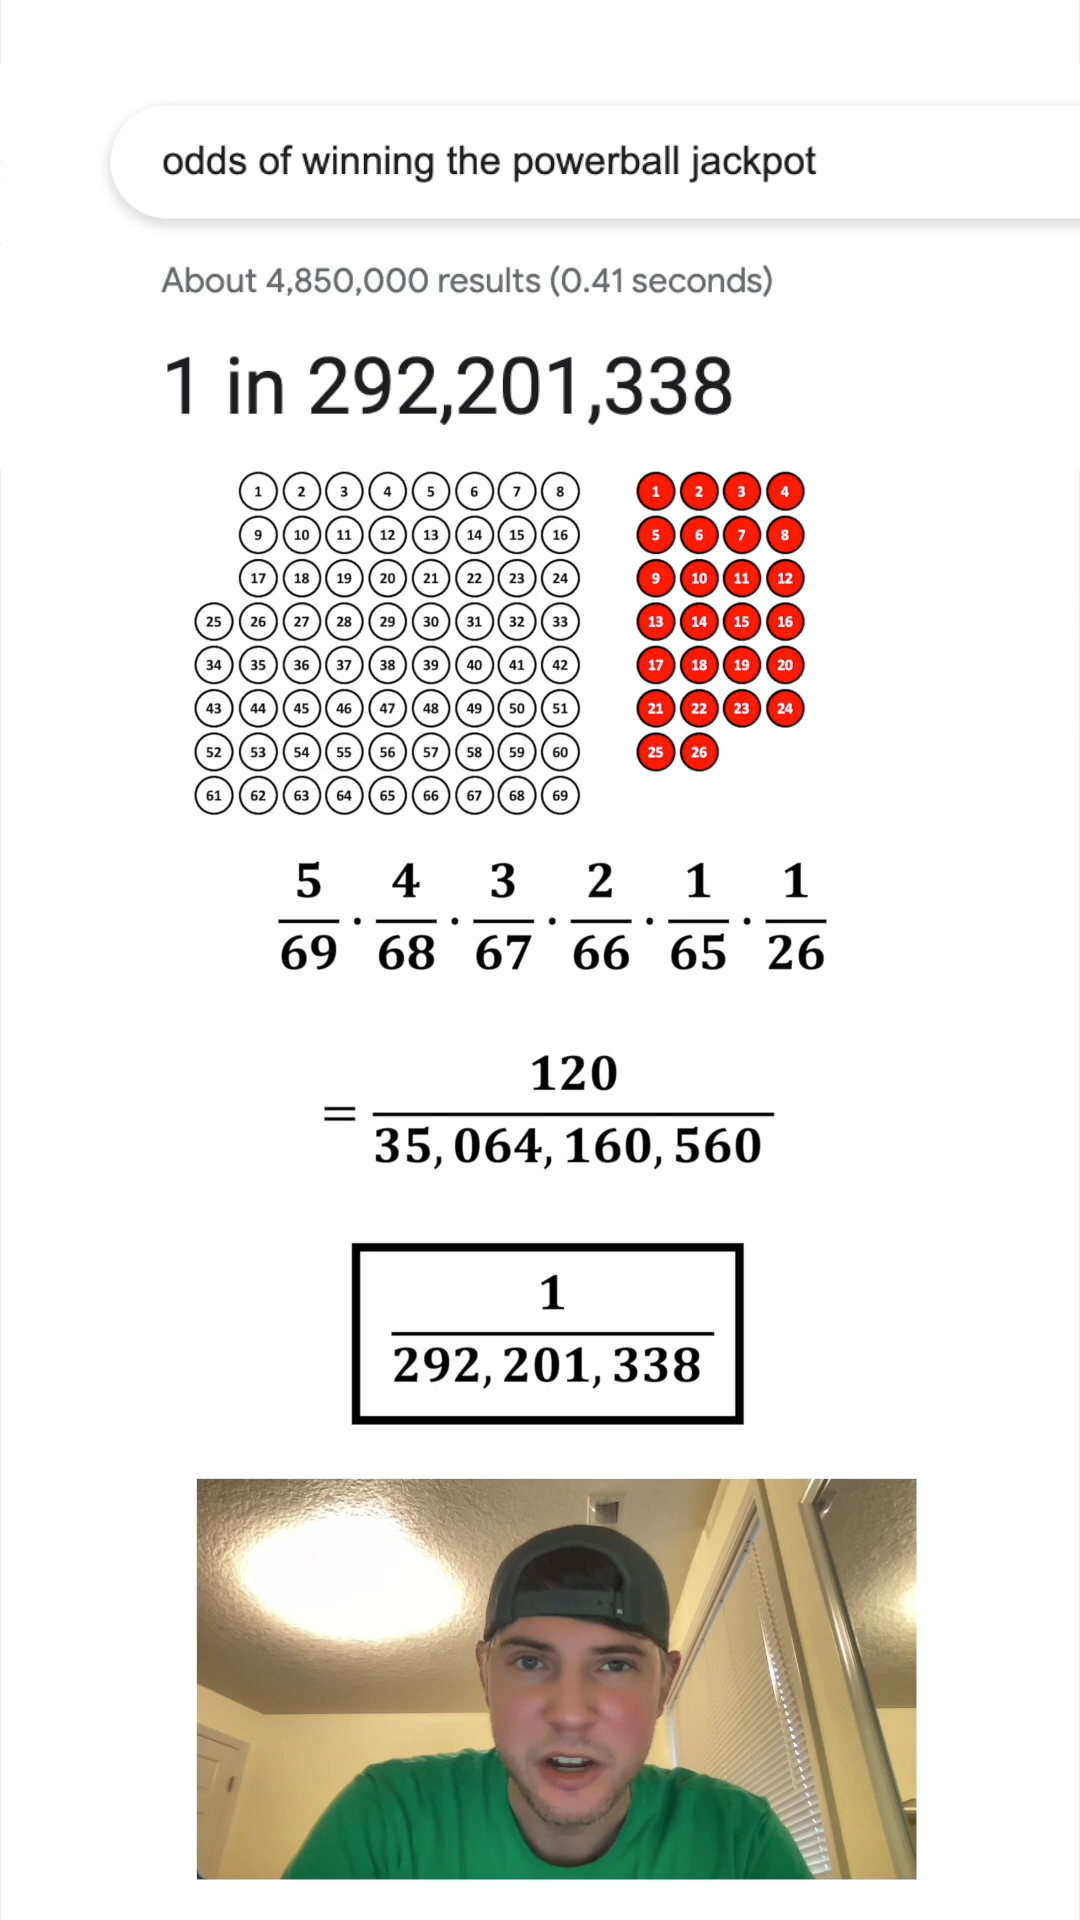 odds of winning the powerball jackpot
About 4,850,000 results (0.41 seconds)
1 in 292,201,338
1 2 3 4 5 6 7 8 1 2 3 4
9 10 11 12 13 14 15 16 5 6 7 8
17 18 19 20 21 22 23 24 9 10 11 12
25 26 27 28 29 30 31 32 33 13 14 15 16
34 35 36 37 38 39 40 41 42 17 18 19 20
43 44 45 46 47 48 49 50 51 21 22 23 24
52 53 54 55 56 57 58 59 60 25 26
61 62 63 64 65 66 67 68 69
5 4 3 2 1 1
· · · · ·
69 68 67 66 65 26
120
=
35,064,160,560
1
292,201,338